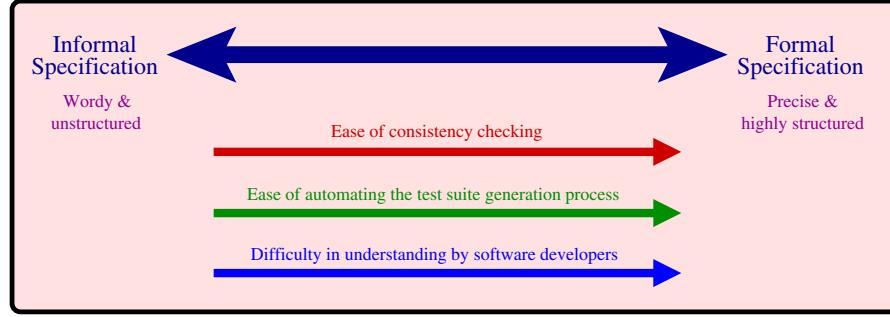 Informal
Specification
Wordy &
unstructured
Formal
Specification
Precise &
highly structured
Ease of consistency checking
Ease of automating the test suite generation process
Difficulty in understanding by software developers